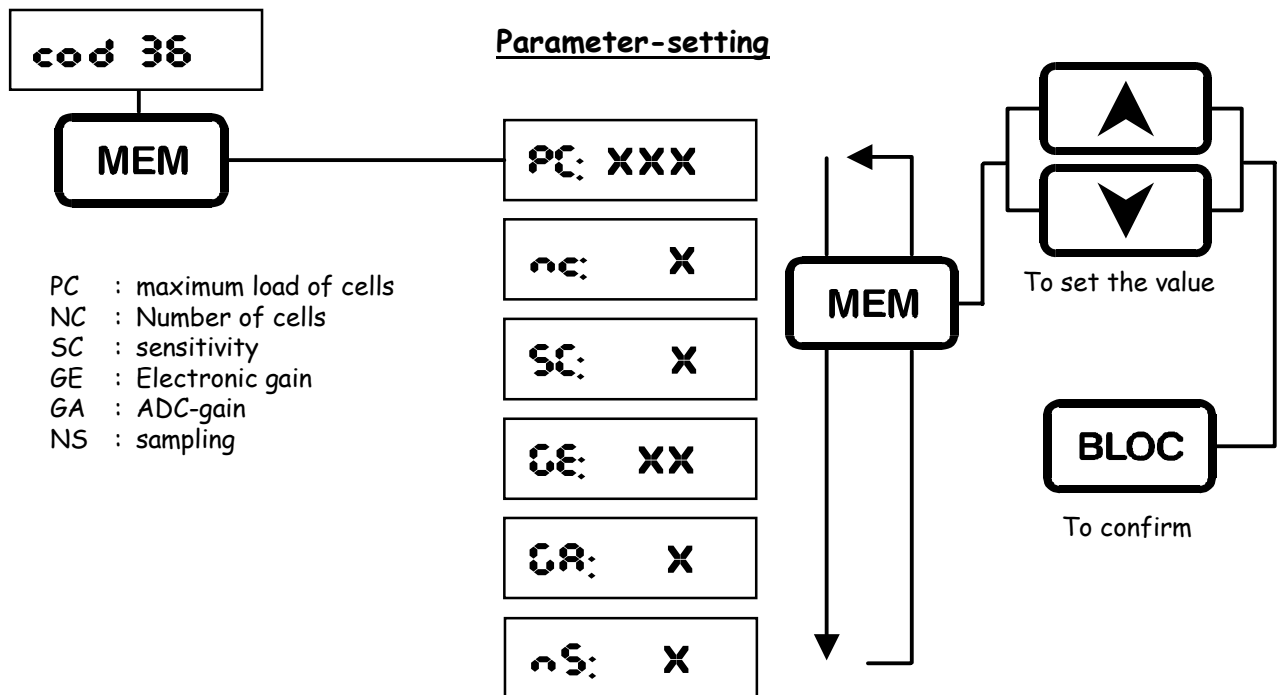 cod 36
Parameter-setting
MEM
PC: XXX
nc: X
SC: X
GE: XX
GA: X
nS: X
PC : maximum load of cells
NC : Number of cells
SC : sensitivity
GE : Electronic gain
GA : ADC-gain
NS : sampling
MEM
To set the value
BLOC
To confirm